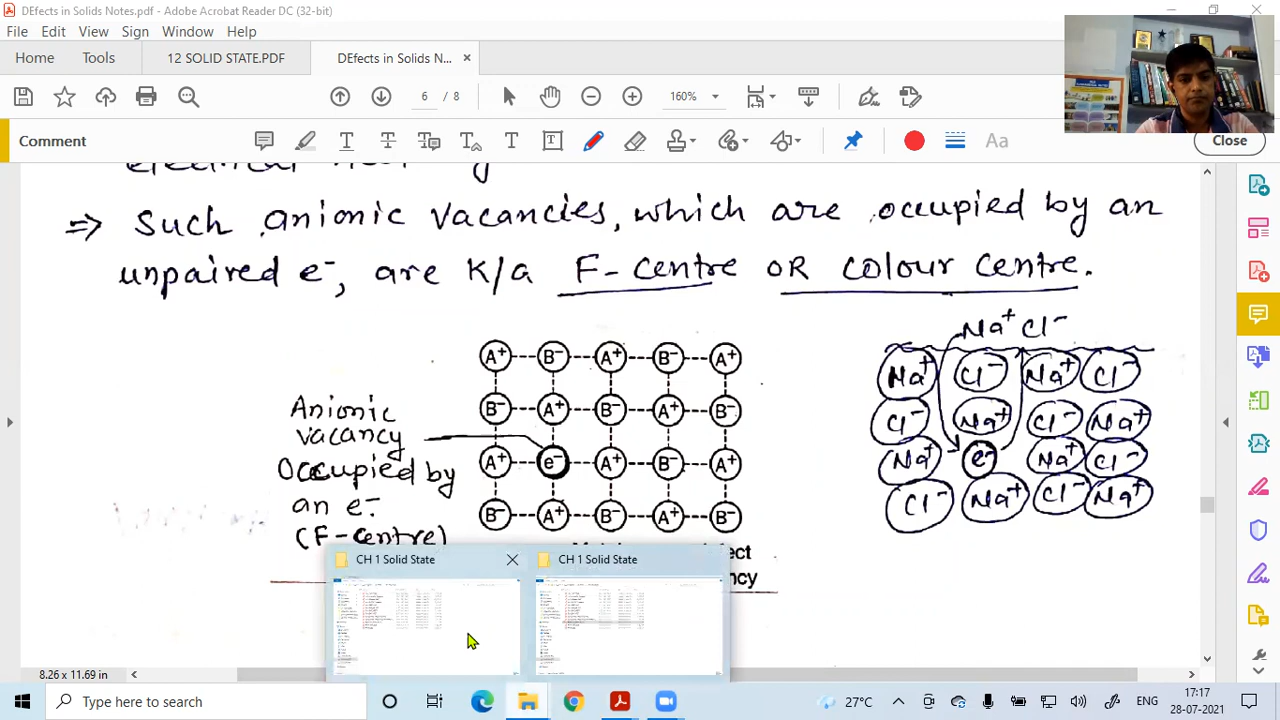 DEfects in Solids Notes.pdf - Adobe Acrobat Reader DC (32-bit)
File Edit View Sign Window Help
Home Tools 12 SOLID STATE.PDF DEfects in Solids N... ×
6 / 8 160%
Comment Close
⇒ Such anionic vacancies, which are occupied by an
unpaired e⁻, are K/a F-centre OR colour centre.
Na⁺ Cl⁻
A⁺ B⁻ A⁺ B⁻ A⁺
B⁻ A⁺ B⁻ A⁺ B⁻
A⁺ e⁻ A⁺ B⁻ A⁺
B⁻ A⁺ B⁻ A⁺ B⁻
Anionic
vacancy
Occupied by
an e⁻.
(F-Centre)
Na⁺ Cl⁻ Na⁺ Cl⁻
Cl⁻ Na⁺ Cl⁻ Na⁺
Na⁺ e⁻ Na⁺ Cl⁻
Cl⁻ Na⁺ Cl⁻ Na⁺
CH 1 Solid State CH 1 Solid State
8.26 x 11.69 in
Type here to search
27°C ENG 17:17
28-07-2021